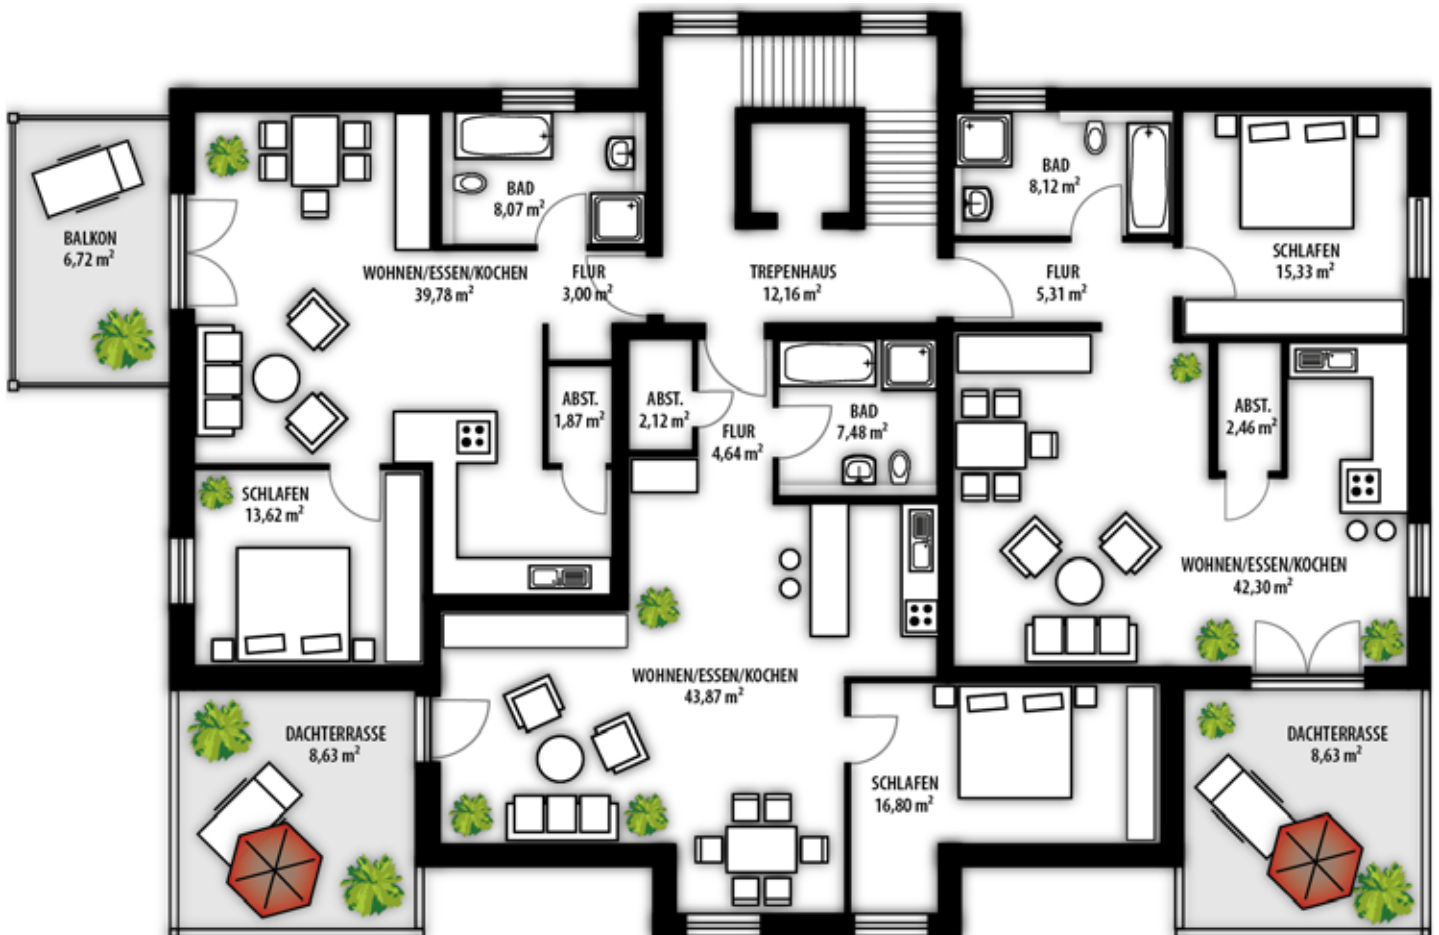 BALKON
6,72 m²
WOHNEN/ESSEN/KOCHEN
39,78 m²
BAD
8,07 m²
FLUR
3,00 m²
TREPENHAUS
12,16 m²
BAD
8,12 m²
FLUR
5,31 m²
SCHLAFEN
15,33 m²
ABST.
1,87 m²
ABST.
2,12 m²
FLUR
4,64 m²
BAD
7,48 m²
ABST.
2,46 m²
SCHLAFEN
13,62 m²
WOHNEN/ESSEN/KOCHEN
42,30 m²
WOHNEN/ESSEN/KOCHEN
43,87 m²
DACHTERRASSE
8,63 m²
SCHLAFEN
16,80 m²
DACHTERRASSE
8,63 m²